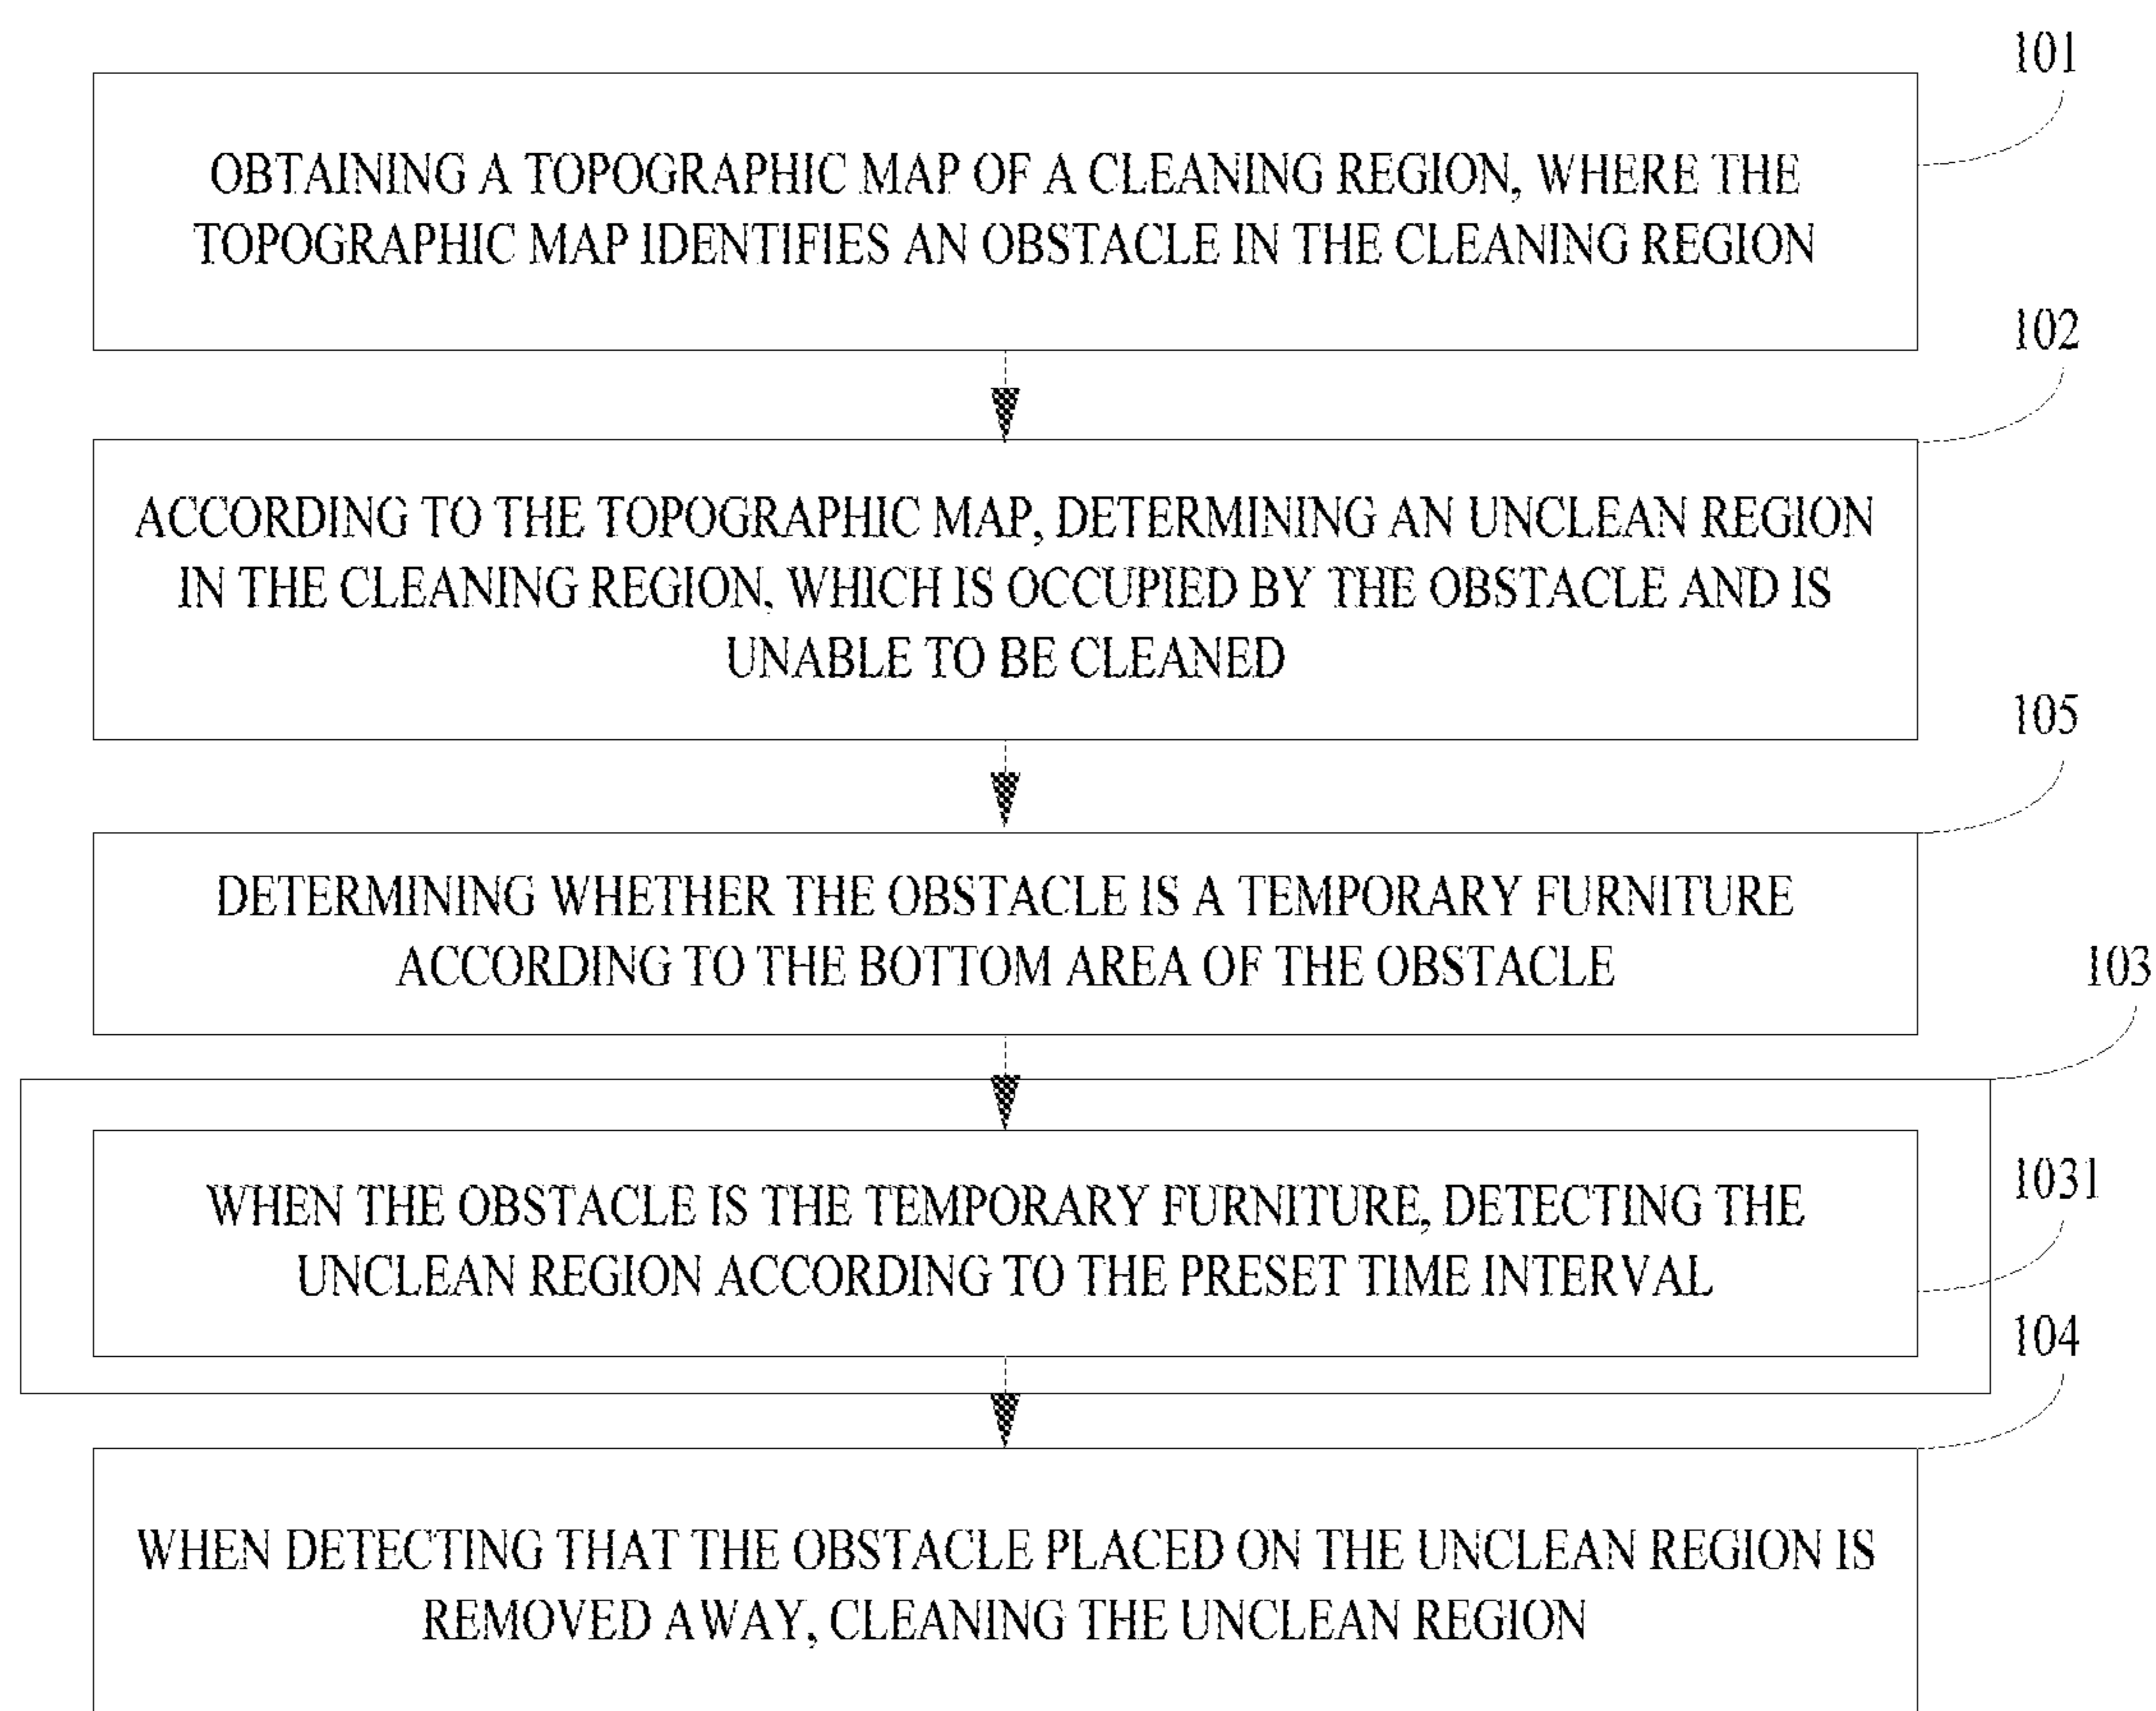 101
OBTAINING A TOPOGRAPHIC MAP OF A CLEANING REGION, WHERE THE
TOPOGRAPHIC MAP IDENTIFIES AN OBSTACLE IN THE CLEANING REGION
102
ACCORDING TO THE TOPOGRAPHIC MAP, DETERMINING AN UNCLEAN REGION
IN THE CLEANING REGION, WHICH IS OCCUPIED BY THE OBSTACLE AND IS
UNABLE TO BE CLEANED
105
DETERMINING WHETHER THE OBSTACLE IS A TEMPORARY FURNITURE
ACCORDING TO THE BOTTOM AREA OF THE OBSTACLE
103
WHEN THE OBSTACLE IS THE TEMPORARY FURNITURE, DETECTING THE
UNCLEAN REGION ACCORDING TO THE PRESET TIME INTERVAL
1031
104
WHEN DETECTING THAT THE OBSTACLE PLACED ON THE UNCLEAN REGION IS
REMOVED AWAY, CLEANING THE UNCLEAN REGION